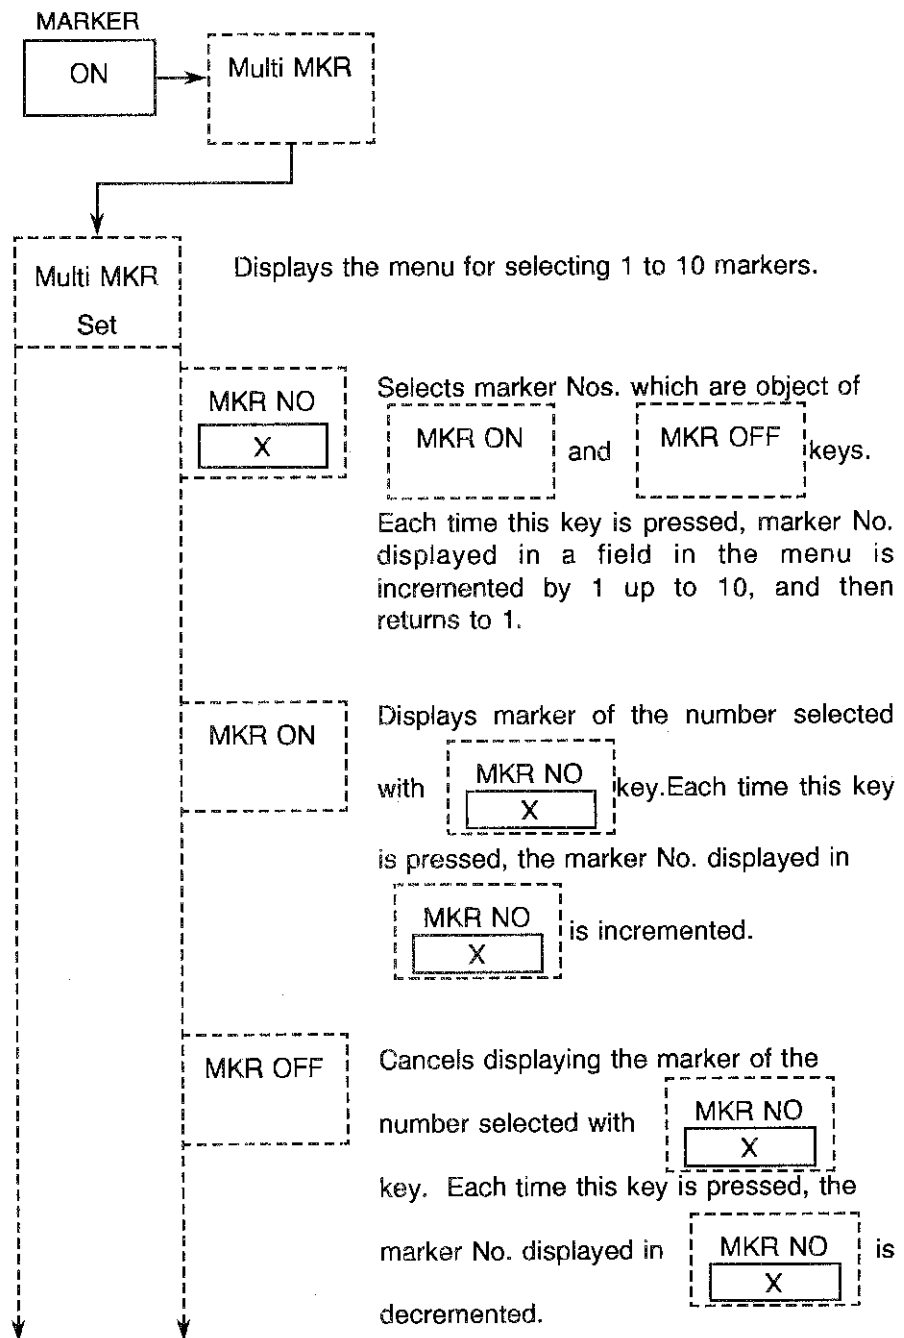 MARKER
ON
Multi MKR
Multi MKR
Set
Displays the menu for selecting 1 to 10 markers.
MKR NO
X
Selects marker Nos. which are object of
MKR ON and MKR OFF keys.
Each time this key is pressed, marker No.
displayed in a field in the menu is
incremented by 1 up to 10, and then
returns to 1.
MKR ON
Displays marker of the number selected
with MKR NO X key.Each time this key
is pressed, the marker No. displayed in
MKR NO X is incremented.
MKR OFF
Cancels displaying the marker of the
number selected with MKR NO X
key. Each time this key is pressed, the
marker No. displayed in MKR NO X is
decremented.